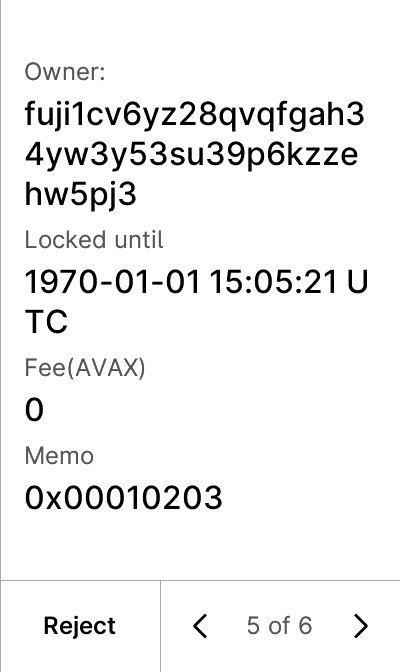 Owner:
fuji1cv6yz28qvqfgah3
4yw3y53su39p6kzze
hw5pj3
Locked until
1970-01-01 15:05:21 U
TC
Fee(AVAX)
0
Memo
0x00010203
Reject
5 of 6